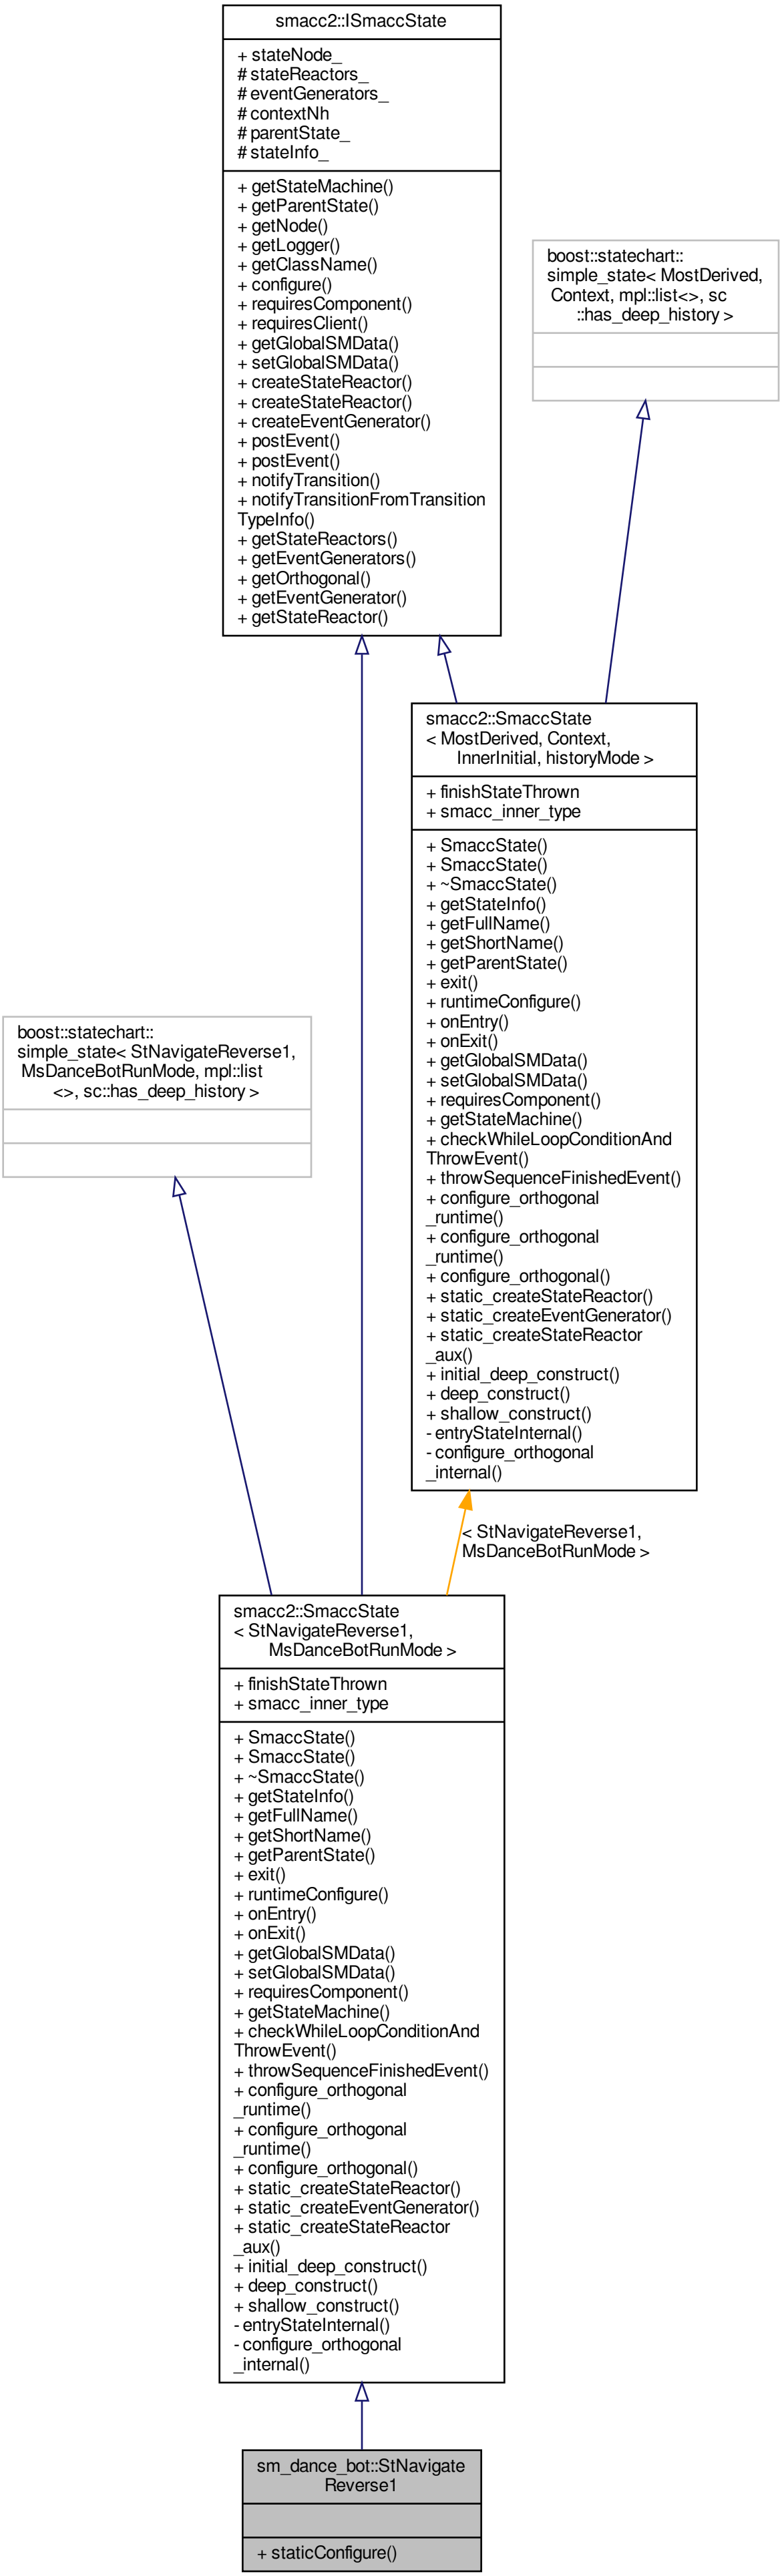 smacc2::ISmaccState
+ stateNode_
# stateReactors_
# eventGenerators_
# contextNh
# parentState_
# stateInfo_
+ getStateMachine()
+ getParentState()
+ getNode()
+ getLogger()
+ getClassName()
+ configure()
+ requiresComponent()
+ requiresClient()
+ getGlobalSMData()
+ setGlobalSMData()
+ createStateReactor()
+ createStateReactor()
+ createEventGenerator()
+ postEvent()
+ postEvent()
+ notifyTransition()
+ notifyTransitionFromTransition
TypeInfo()
+ getStateReactors()
+ getEventGenerators()
+ getOrthogonal()
+ getEventGenerator()
+ getStateReactor()
boost::statechart::
simple_state< MostDerived,
Context, mpl::list<>, sc
::has_deep_history >
smacc2::SmaccState
< MostDerived, Context,
InnerInitial, historyMode >
+ finishStateThrown
+ smacc_inner_type
+ SmaccState()
+ SmaccState()
+ ~SmaccState()
+ getStateInfo()
+ getFullName()
+ getShortName()
+ getParentState()
+ exit()
+ runtimeConfigure()
+ onEntry()
+ onExit()
+ getGlobalSMData()
+ setGlobalSMData()
+ requiresComponent()
+ getStateMachine()
+ checkWhileLoopConditionAnd
ThrowEvent()
+ throwSequenceFinishedEvent()
+ configure_orthogonal
_runtime()
+ configure_orthogonal
_runtime()
+ configure_orthogonal()
+ static_createStateReactor()
+ static_createEventGenerator()
+ static_createStateReactor
_aux()
+ initial_deep_construct()
+ deep_construct()
+ shallow_construct()
- entryStateInternal()
- configure_orthogonal
_internal()
boost::statechart::
simple_state< StNavigateReverse1,
MsDanceBotRunMode, mpl::list
<>, sc::has_deep_history >
< StNavigateReverse1,
MsDanceBotRunMode >
smacc2::SmaccState
< StNavigateReverse1,
MsDanceBotRunMode >
+ finishStateThrown
+ smacc_inner_type
+ SmaccState()
+ SmaccState()
+ ~SmaccState()
+ getStateInfo()
+ getFullName()
+ getShortName()
+ getParentState()
+ exit()
+ runtimeConfigure()
+ onEntry()
+ onExit()
+ getGlobalSMData()
+ setGlobalSMData()
+ requiresComponent()
+ getStateMachine()
+ checkWhileLoopConditionAnd
ThrowEvent()
+ throwSequenceFinishedEvent()
+ configure_orthogonal
_runtime()
+ configure_orthogonal
_runtime()
+ configure_orthogonal()
+ static_createStateReactor()
+ static_createEventGenerator()
+ static_createStateReactor
_aux()
+ initial_deep_construct()
+ deep_construct()
+ shallow_construct()
- entryStateInternal()
- configure_orthogonal
_internal()
sm_dance_bot::StNavigate
Reverse1
+ staticConfigure()